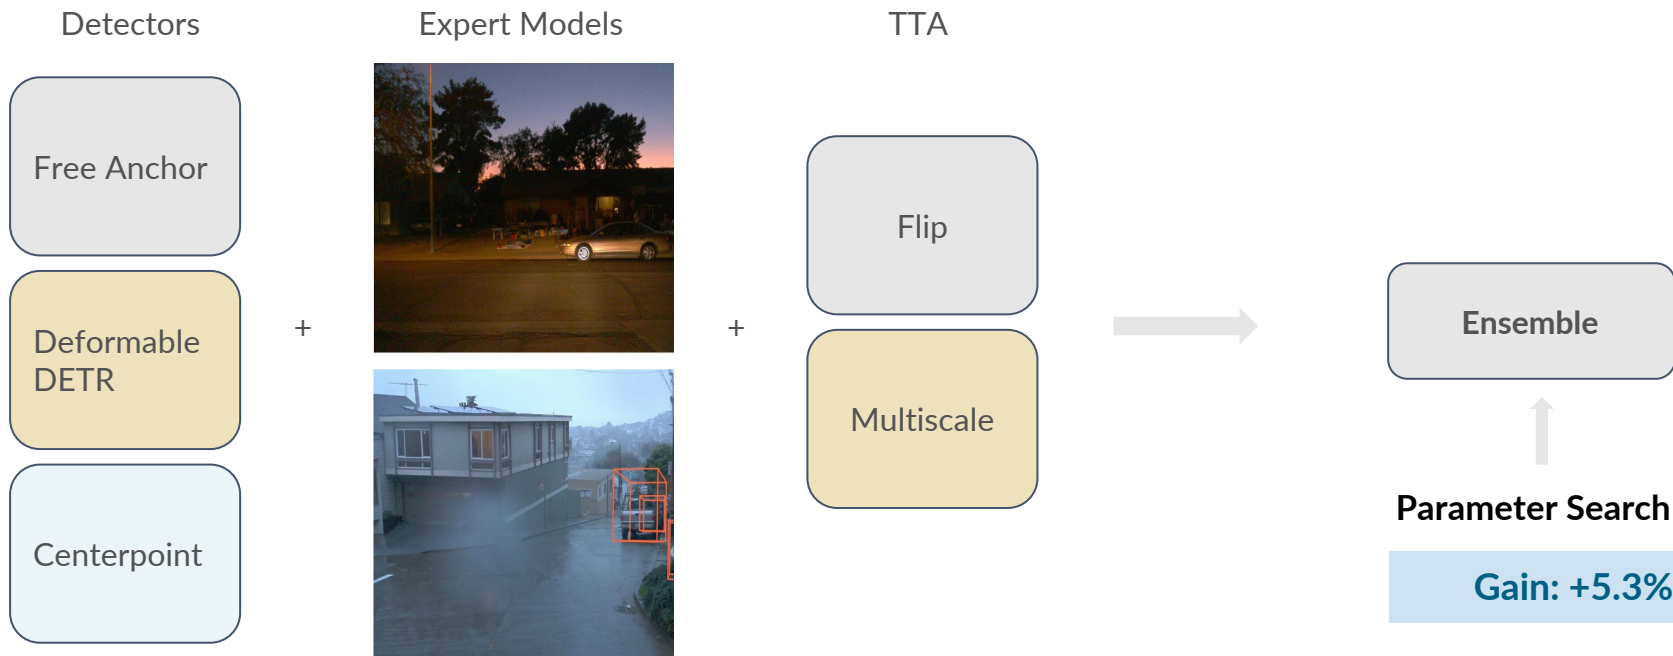 Detectors
Expert Models
TTA
Free Anchor
Deformable
DETR
Centerpoint
+
+
Flip
Multiscale
Ensemble
Parameter Search
Gain: +5.3%